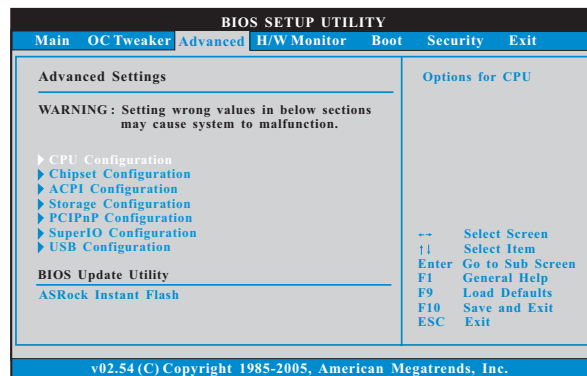 BIOS SETUP UTILITY
Main OC Tweaker Advanced H/W Monitor Boot Security Exit
Advanced Settings
WARNING : Setting wrong values in below sections
may cause system to malfunction.
CPU Configuration
Chipset Configuration
ACPI Configuration
Storage Configuration
PCIPnP Configuration
SuperIO Configuration
USB Configuration
BIOS Update Utility
ASRock Instant Flash
Options for CPU
←→ Select Screen
↑↓ Select Item
Enter Go to Sub Screen
F1 General Help
F9 Load Defaults
F10 Save and Exit
ESC Exit
v02.54 (C) Copyright 1985-2005, American Megatrends, Inc.